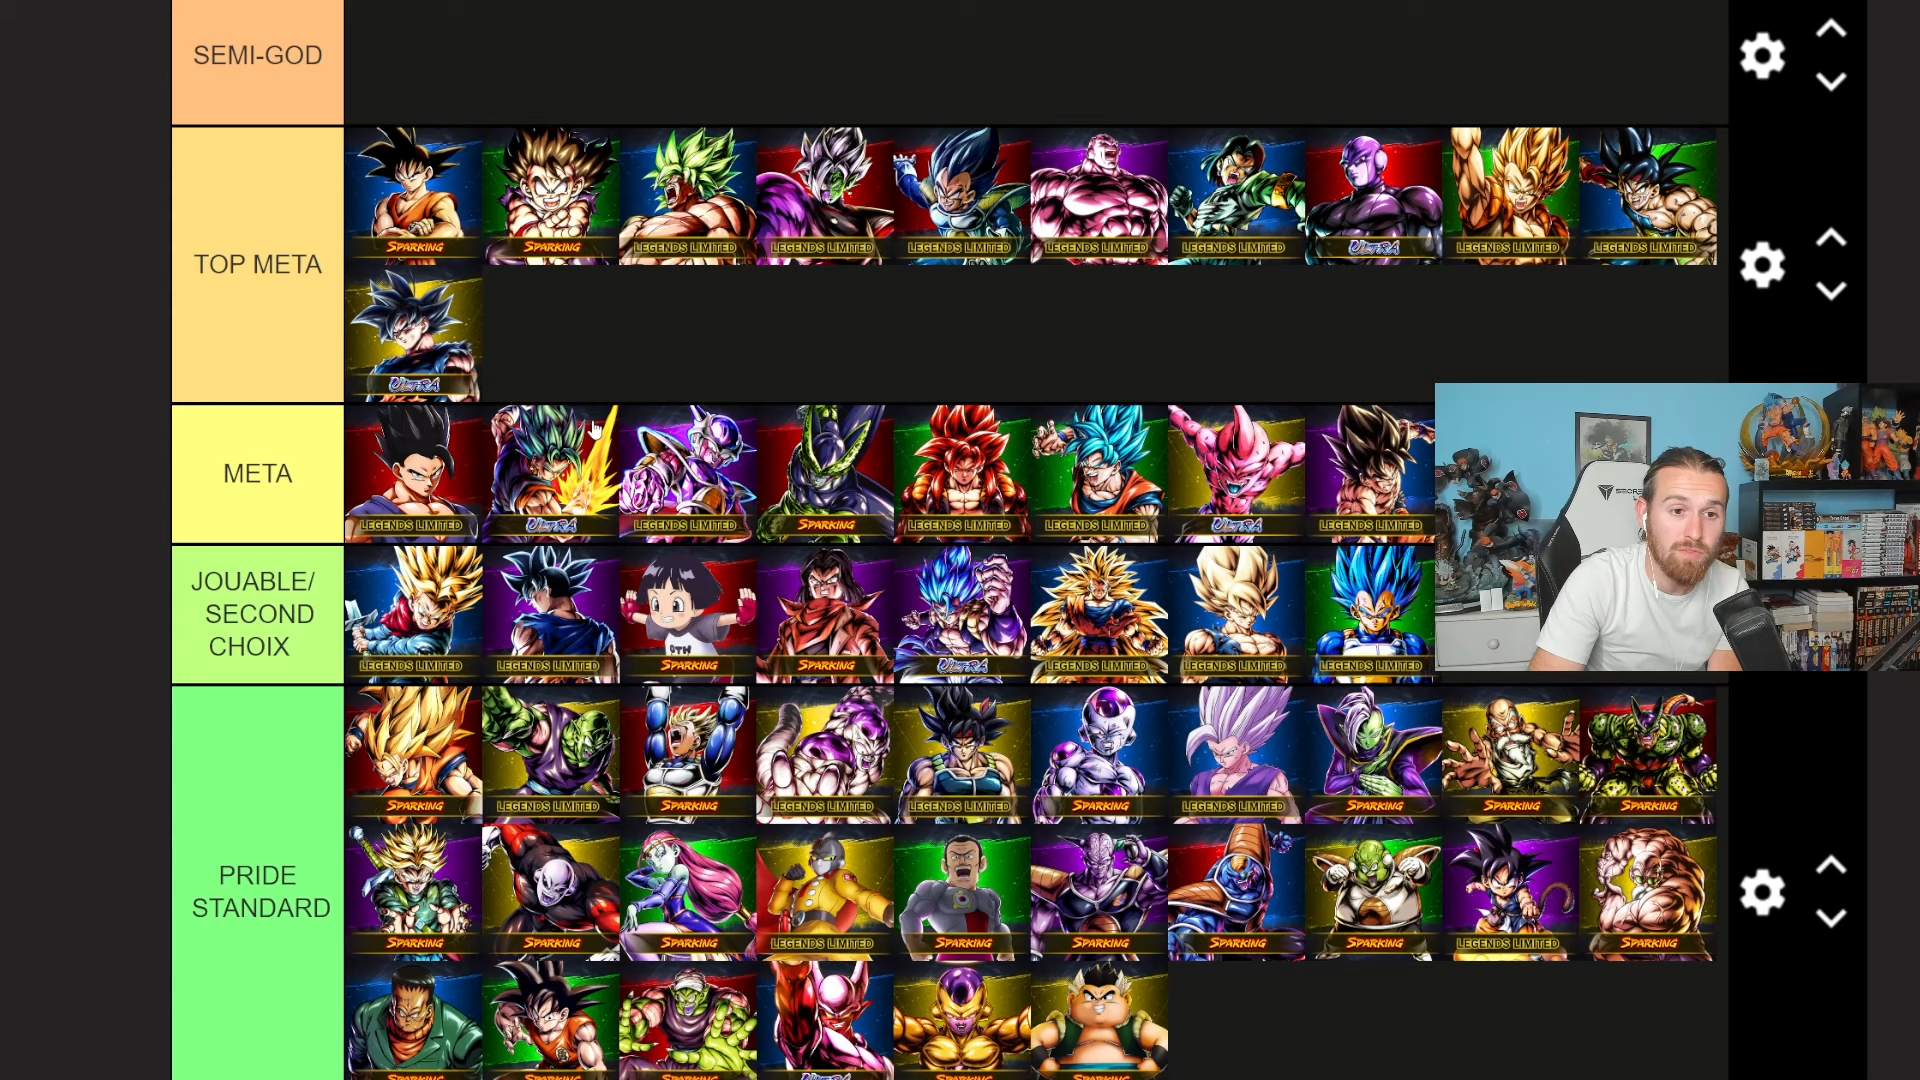 SEMI-GOD
TOP META
SPARKING SPARKING LEGENDS LIMITED LEGENDS LIMITED LEGENDS LIMITED LEGENDS LIMITED LEGENDS LIMITED ULTRA LEGENDS LIMITED LEGENDS LIMITED
ULTRA
META
LEGENDS LIMITED ULTRA LEGENDS LIMITED SPARKING LEGENDS LIMITED LEGENDS LIMITED ULTRA LEGENDS LIMITED
JOUABLE/
SECOND
CHOIX
LEGENDS LIMITED LEGENDS LIMITED SPARKING SPARKING ULTRA LEGENDS LIMITED LEGENDS LIMITED LEGENDS LIMITED
PRIDE
STANDARD
SPARKING LEGENDS LIMITED SPARKING LEGENDS LIMITED LEGENDS LIMITED SPARKING LEGENDS LIMITED SPARKING SPARKING SPARKING
SPARKING SPARKING SPARKING LEGENDS LIMITED SPARKING SPARKING SPARKING SPARKING LEGENDS LIMITED SPARKING